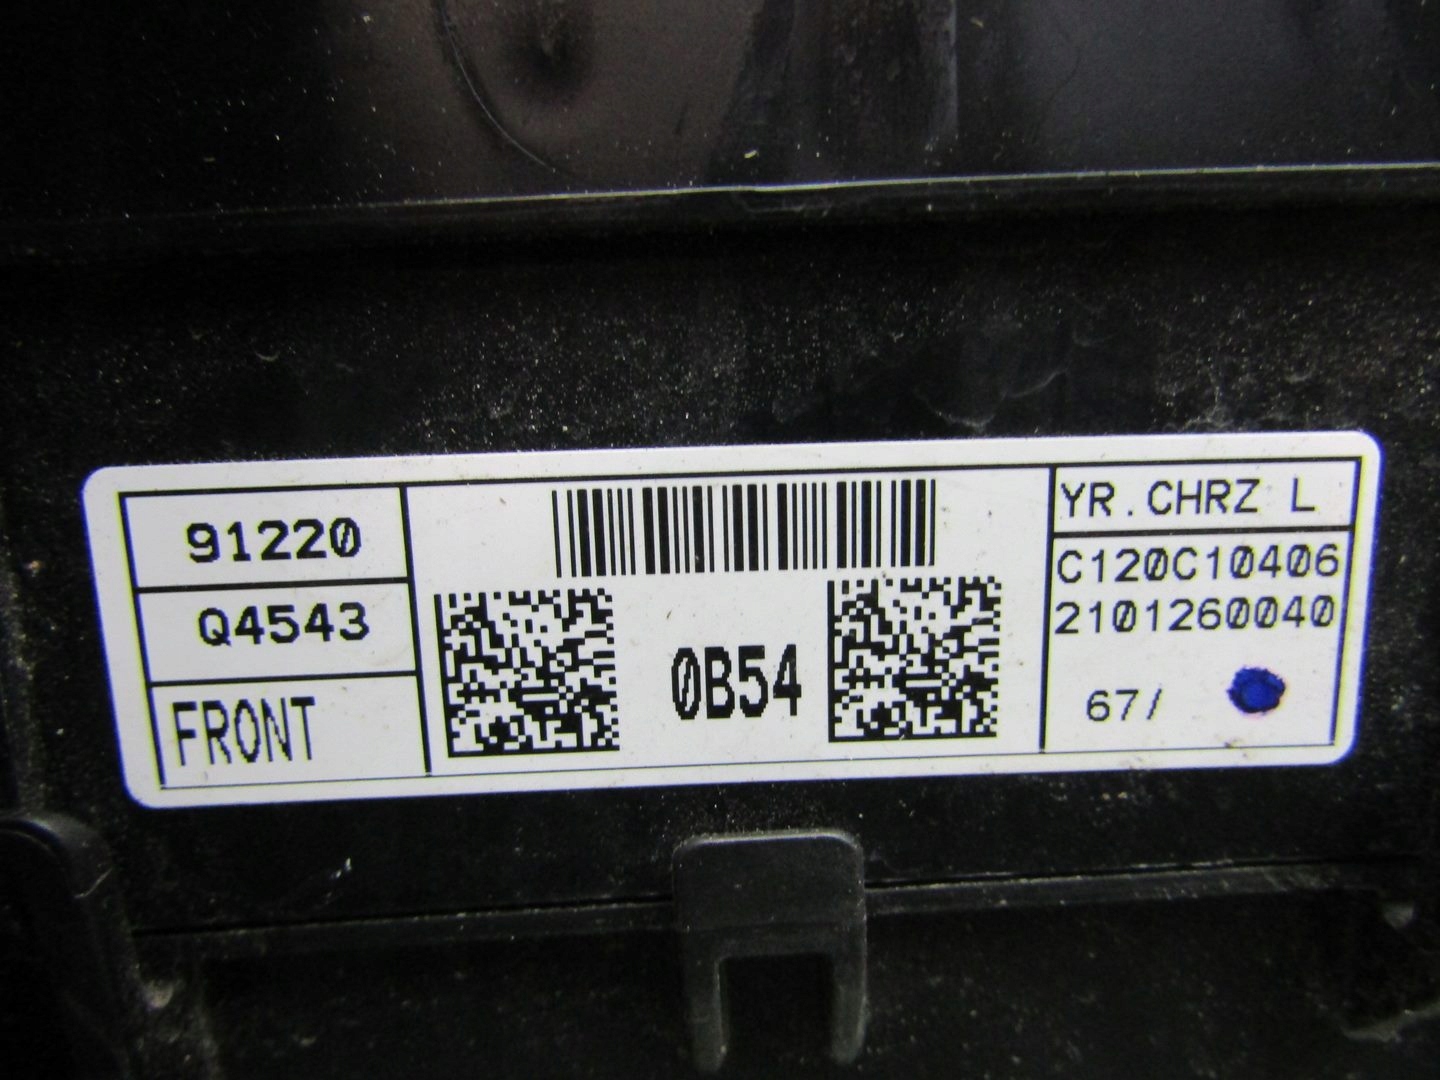 91220
Q4543
FRONT
0B54
YR.CHRZ L
C120C10406
2101260040
67/